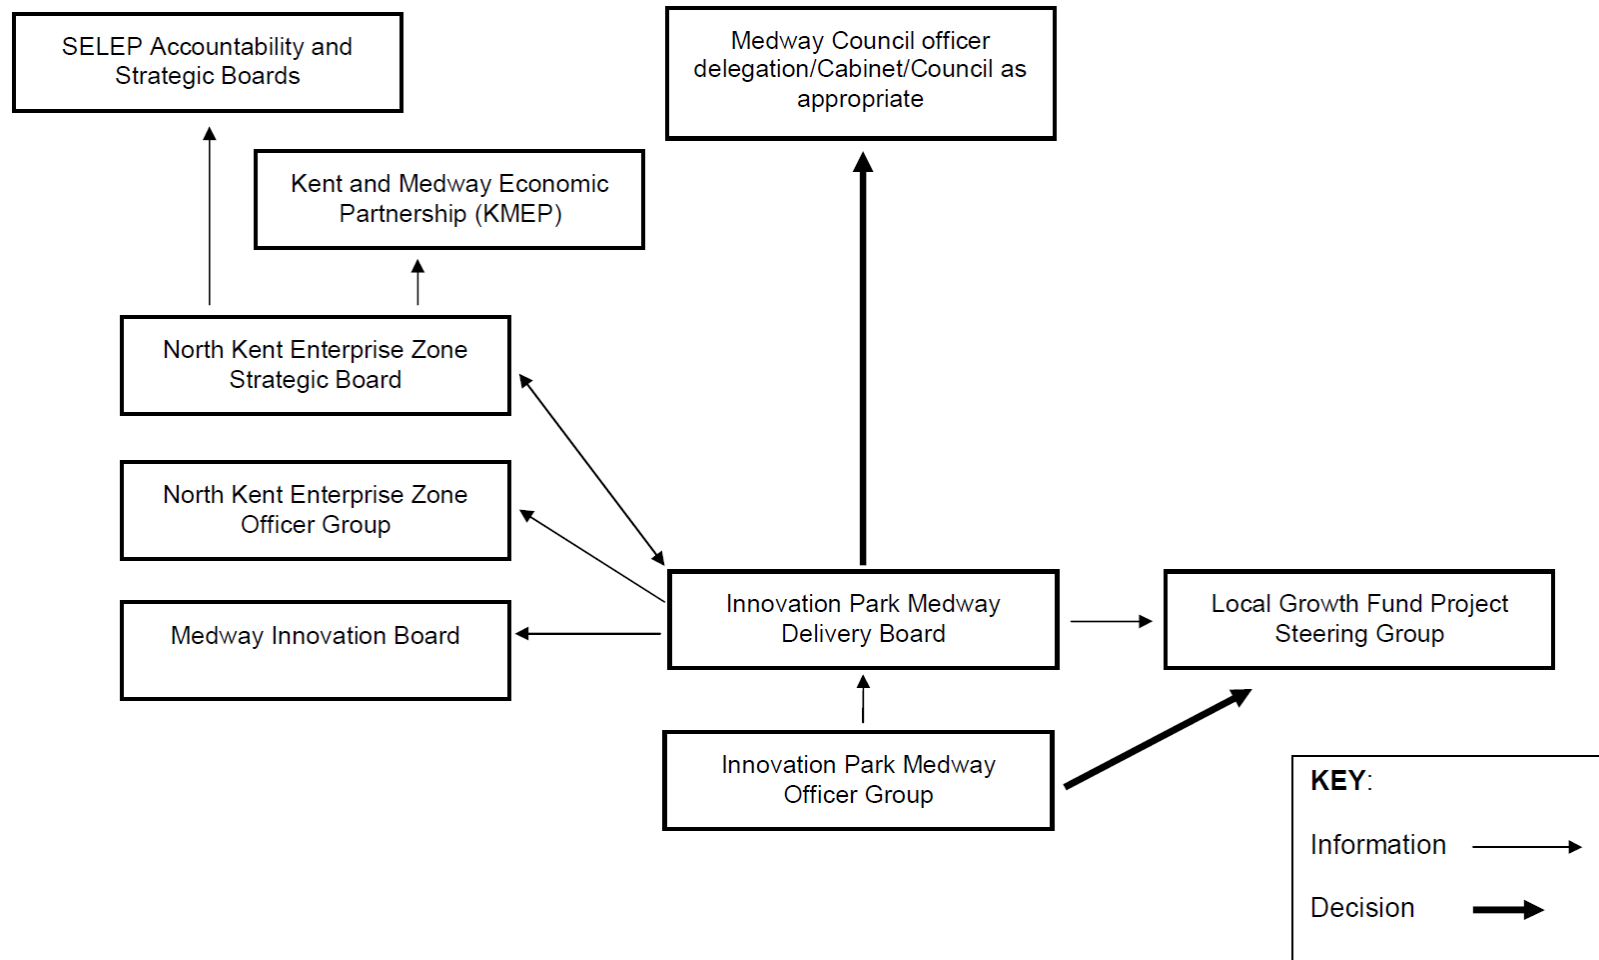 SELEP Accountability and
Strategic Boards
Medway Council officer
delegation/Cabinet/Council as
appropriate
Kent and Medway Economic
Partnership (KMEP)
North Kent Enterprise Zone
Strategic Board
North Kent Enterprise Zone
Officer Group
Medway Innovation Board
Innovation Park Medway
Delivery Board
Local Growth Fund Project
Steering Group
Innovation Park Medway
Officer Group
KEY:
Information
Decision